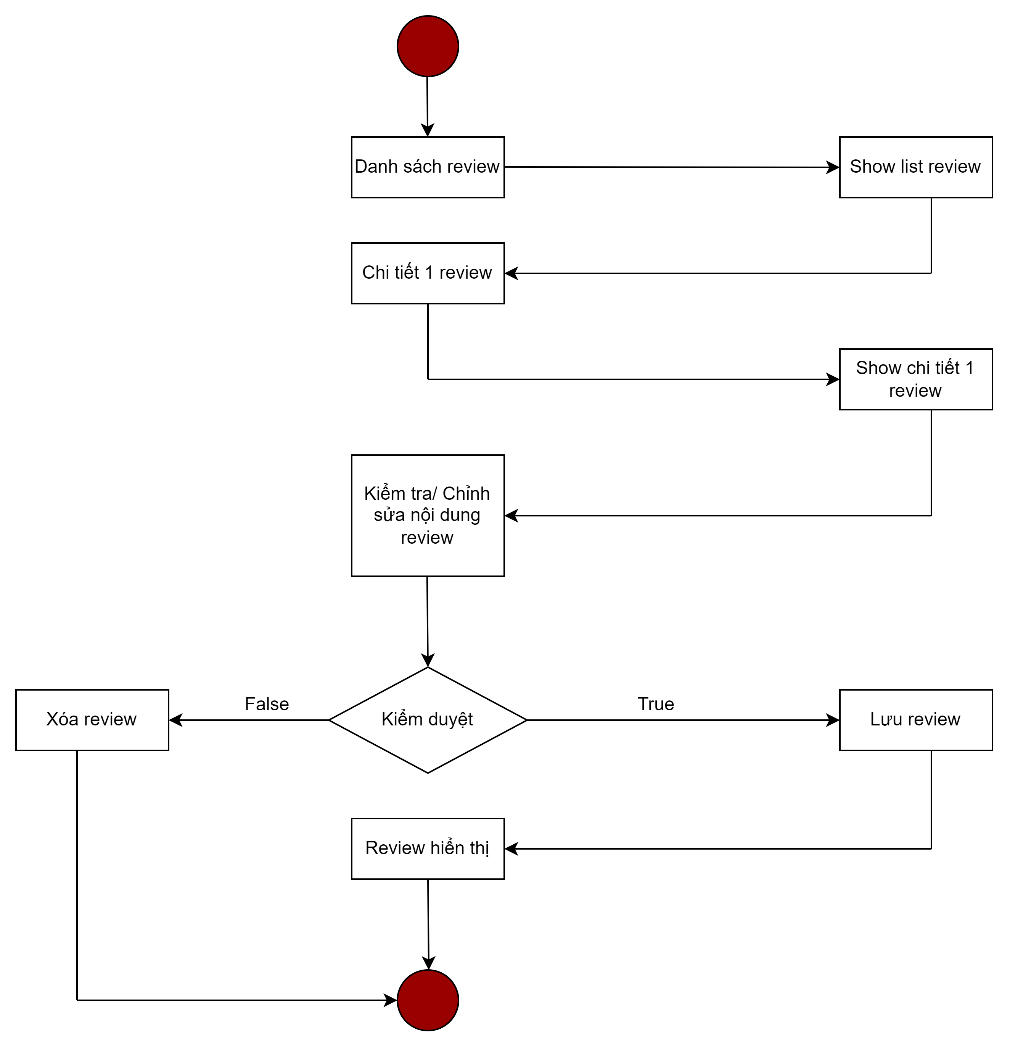 Danh sách review
Show list review
Chi tiết 1 review
Show chi tiết 1
review
Kiểm tra/ Chỉnh
sửa nội dung
review
False
Kiểm duyệt
True
Xóa review
Lưu review
Review hiển thị